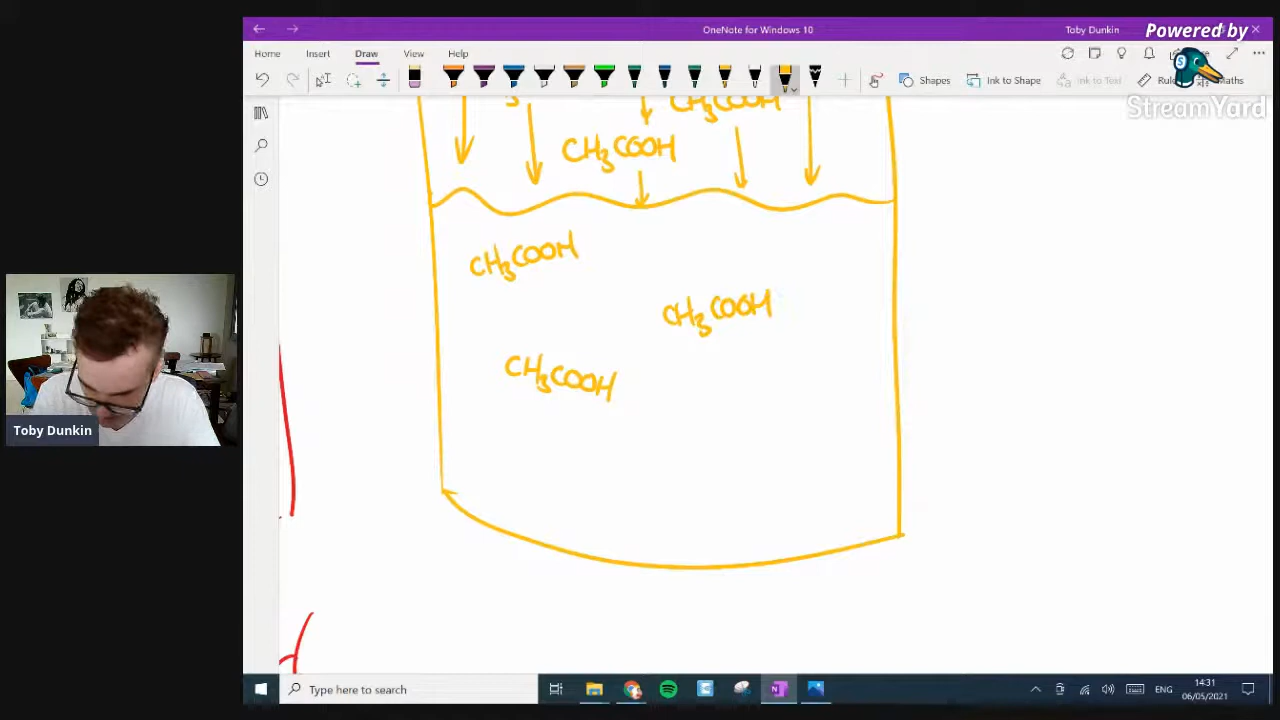 OneNote for Windows 10
Toby Dunkin
Powered by
Home Insert Draw View Help
Shapes Ink to Shape Ink to Text Maths
StreamYard
CH3COOH
CH3COOH
CH3COOH
CH3COOH
CH3COOH
Toby Dunkin
Type here to search
ENG
14:31
06/05/2021